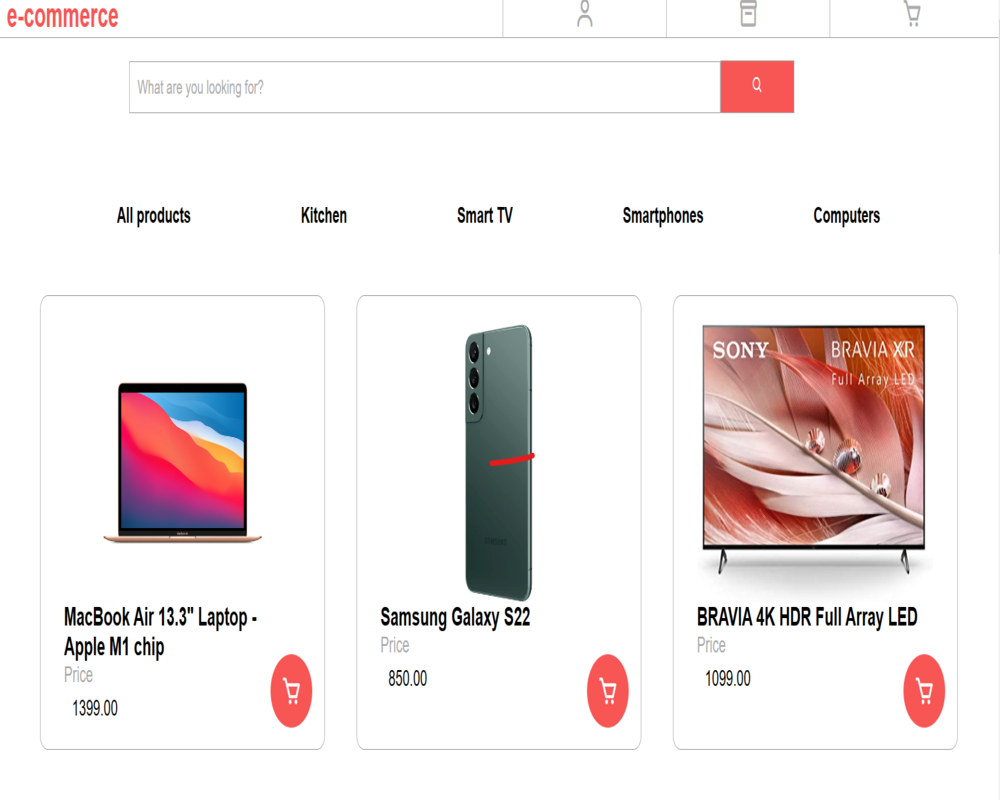 e-commerce
What are you looking for?
All products
Kitchen
Smart TV
Smartphones
Computers
SONY
BRAVIA XR
Full Array LED
MacBook Air 13.3" Laptop -
Apple M1 chip
Price
1399.00
SAMSUNG
Samsung Galaxy S22
Price
850.00
BRAVIA 4K HDR Full Array LED
Price
1099.00